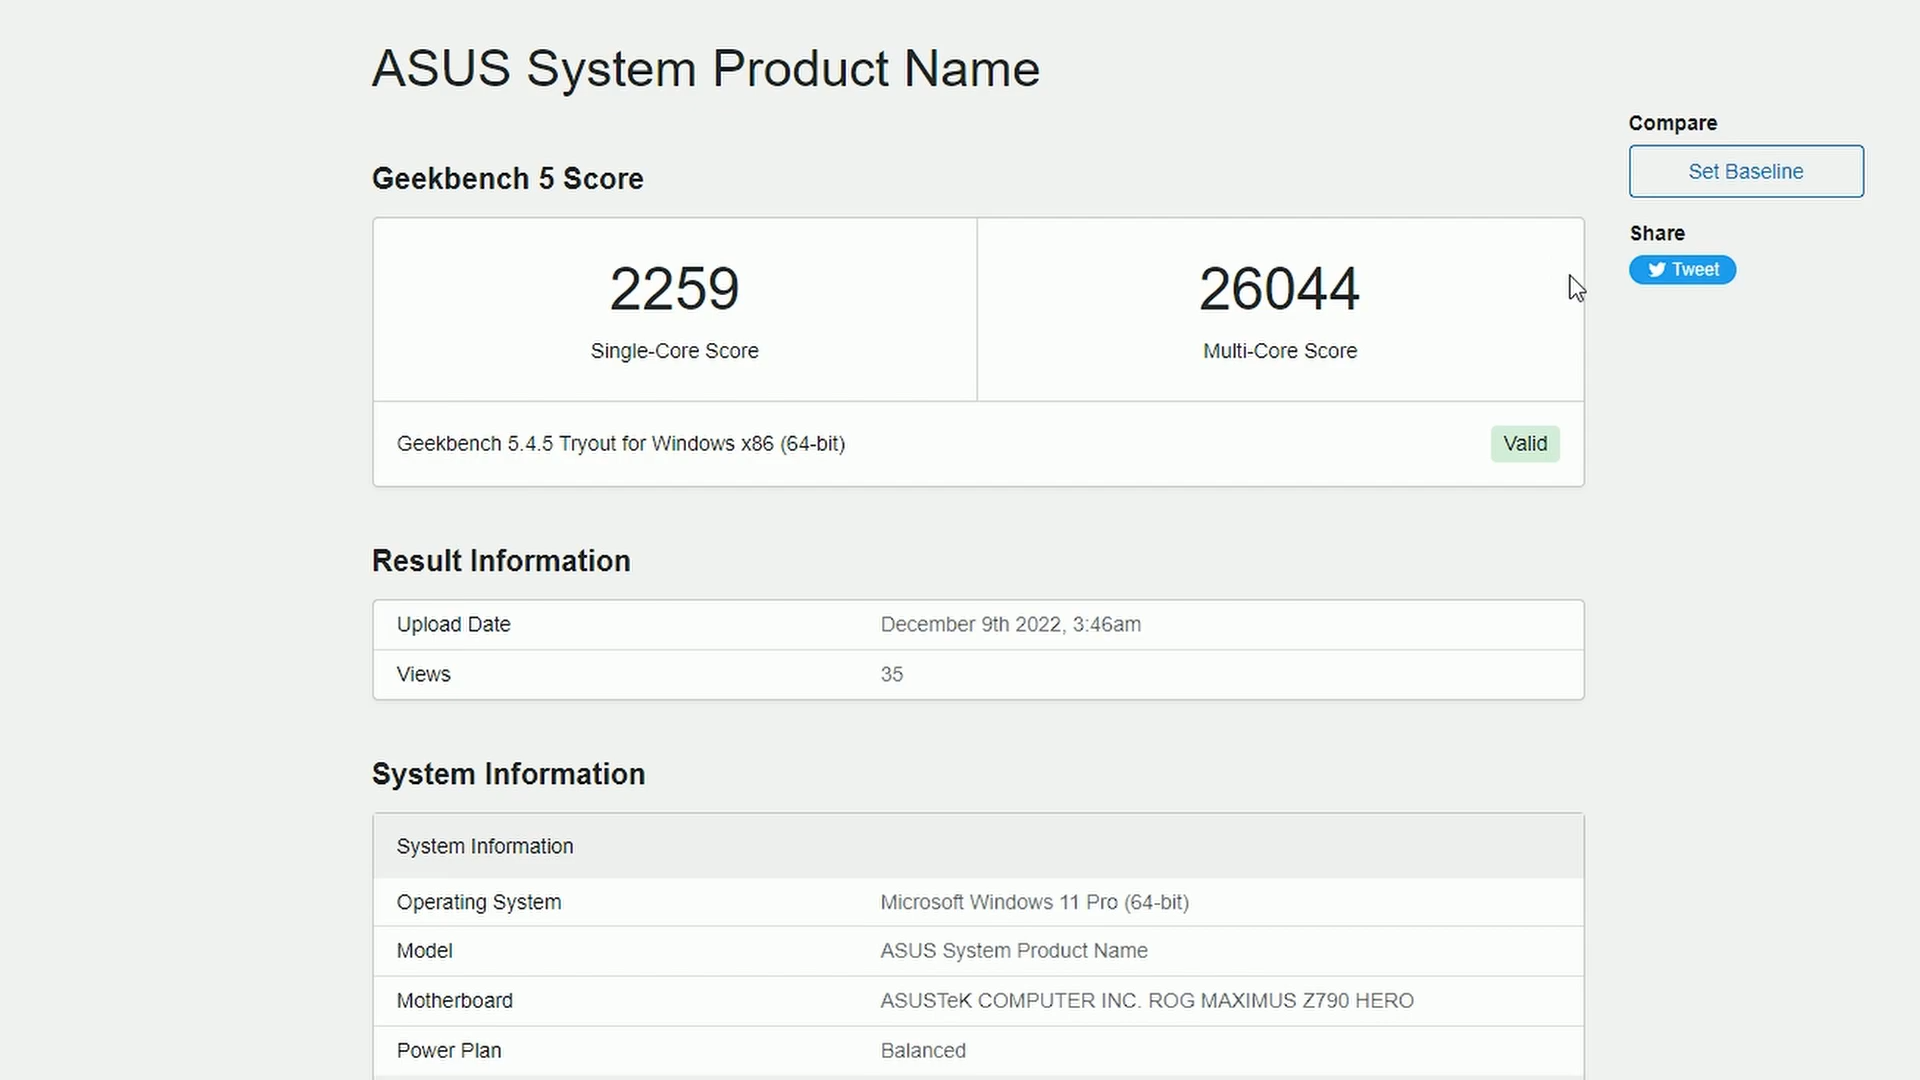 ASUS System Product Name
Compare
Set Baseline
Geekbench 5 Score
Share
Tweet
2259 26044
Single-Core Score Multi-Core Score
Geekbench 5.4.5 Tryout for Windows x86 (64-bit) Valid
Result Information
Upload Date December 9th 2022, 3:46am
Views 35
System Information
System Information
Operating System Microsoft Windows 11 Pro (64-bit)
Model ASUS System Product Name
Motherboard ASUSTeK COMPUTER INC. ROG MAXIMUS Z790 HERO
Power Plan Balanced